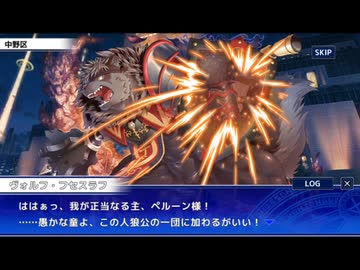 中野区
SKIP
ヴォルフ・フセスラフ
LOG
ははぁっ、我が正当なる主、ペルーン様！
……愚かな童よ、この人狼公の一団に加わるがいい！